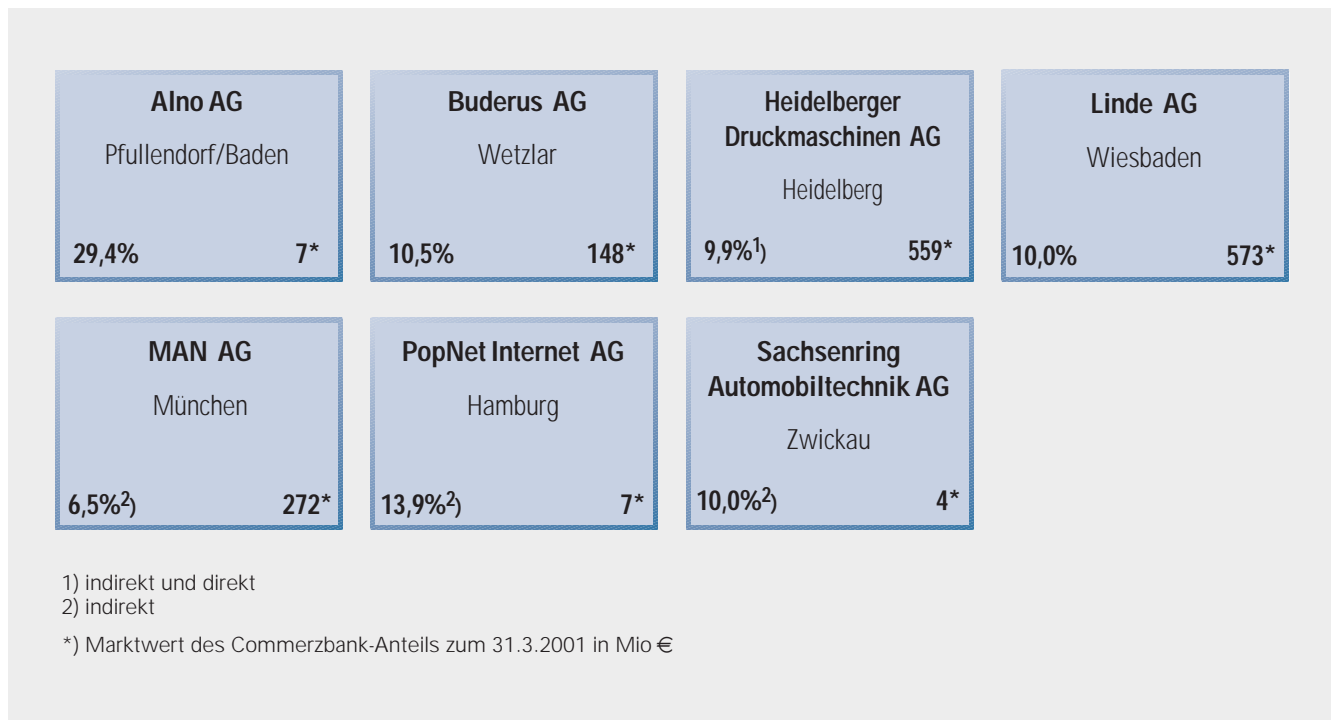 Alno AG
Pfullendorf/Baden
29,4% 7*
Buderus AG
Wetzlar
10,5% 148*
Heidelberger
Druckmaschinen AG
Heidelberg
9,9%1) 559*
Linde AG
Wiesbaden
10,0% 573*
MAN AG
München
6,5%2) 272*
PopNet Internet AG
Hamburg
13,9%2) 7*
Sachsenring
Automobiltechnik AG
Zwickau
10,0%2) 4*
1) indirekt und direkt
2) indirekt
*) Marktwert des Commerzbank-Anteils zum 31.3.2001 in Mio €